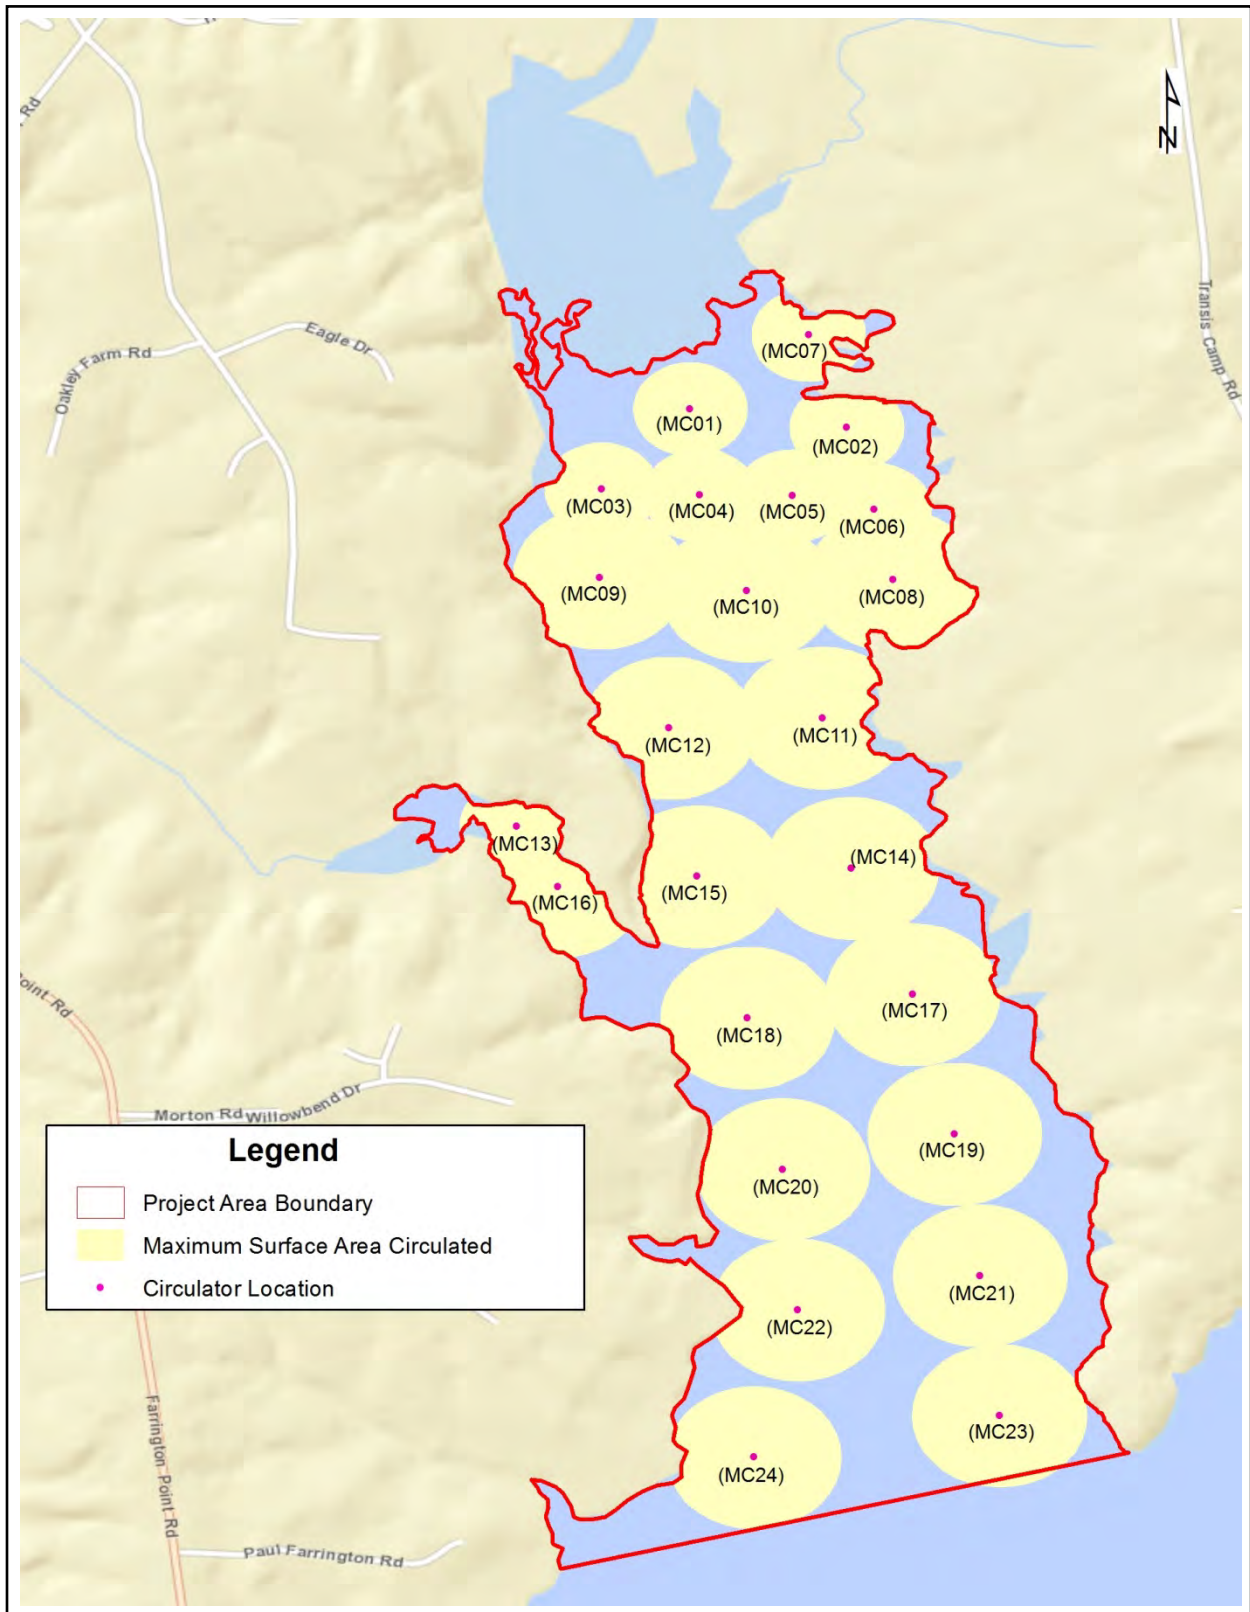 Rd
N
Transis Camp Rd
Eagle Dr
Oakley Farm Rd
(MC07)
(MC01)
(MC02)
(MC03)
(MC04)
(MC05)
(MC06)
(MC09)
(MC10)
(MC08)
(MC12)
(MC11)
(MC13)
(MC14)
(MC15)
(MC16)
Point Rd
(MC17)
(MC18)
Morton Rd
Willowbend Dr
(MC19)
(MC20)
Legend
Project Area Boundary
Maximum Surface Area Circulated
Circulator Location
(MC21)
(MC22)
(MC23)
(MC24)
Farrington Point Rd
Paul Farrington Rd